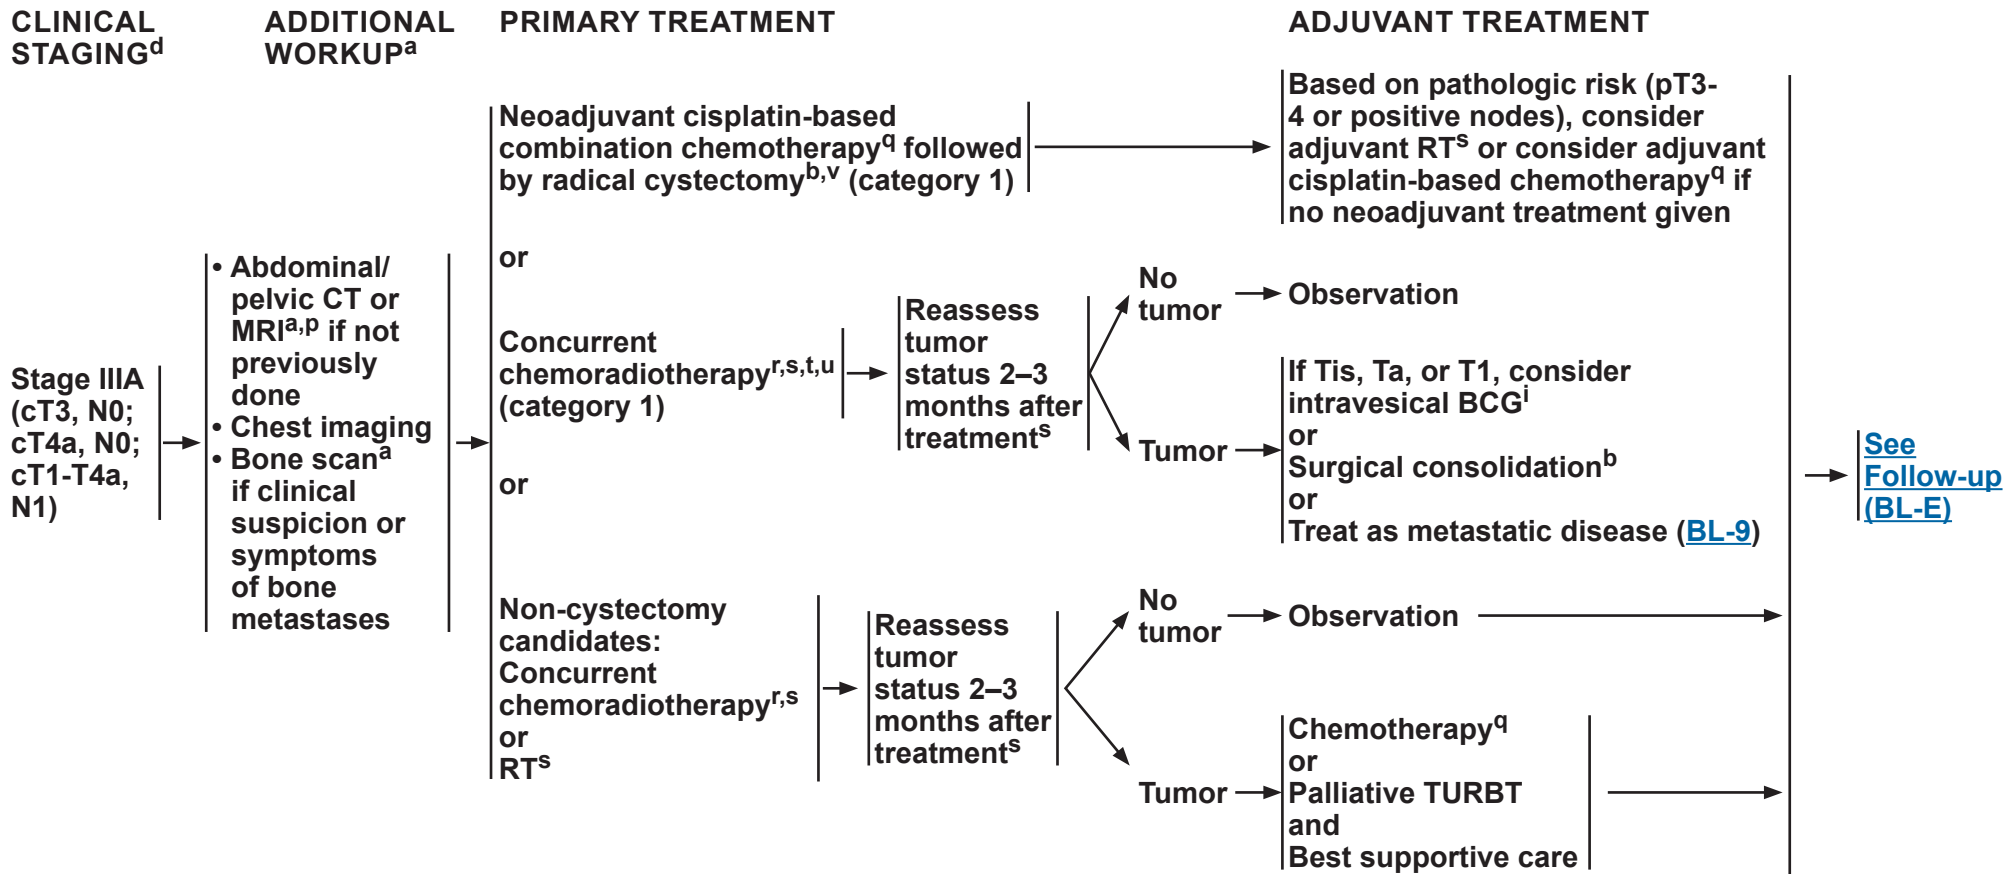 CLINICAL
STAGINGd
ADDITIONAL
WORKUPa
PRIMARY TREATMENT
ADJUVANT TREATMENT
Stage IIIA
(cT3, N0;
cT4a, N0;
cT1-T4a,
N1)
• Abdominal/
pelvic CT or
MRIa,p if not
previously
done
• Chest imaging
• Bone scana
if clinical
suspicion or
symptoms
of bone
metastases
Neoadjuvant cisplatin-based
combination chemotherapyq followed
by radical cystectomyb,v (category 1)
Based on pathologic risk (pT3-
4 or positive nodes), consider
adjuvant RTs or consider adjuvant
cisplatin-based chemotherapyq if
no neoadjuvant treatment given
or
Concurrent
chemoradiotherapyr,s,t,u
(category 1)
Reassess
tumor
status 2–3
months after
treatments
No
tumor
Observation
Tumor
If Tis, Ta, or T1, consider
intravesical BCGi
or
Surgical consolidationb
or
Treat as metastatic disease (BL-9)
or
Non-cystectomy
candidates:
Concurrent
chemoradiotherapyr,s
or
RTs
Reassess
tumor
status 2–3
months after
treatments
No
tumor
Observation
Tumor
Chemotherapyq
or
Palliative TURBT
and
Best supportive care
See
Follow-up
(BL-E)